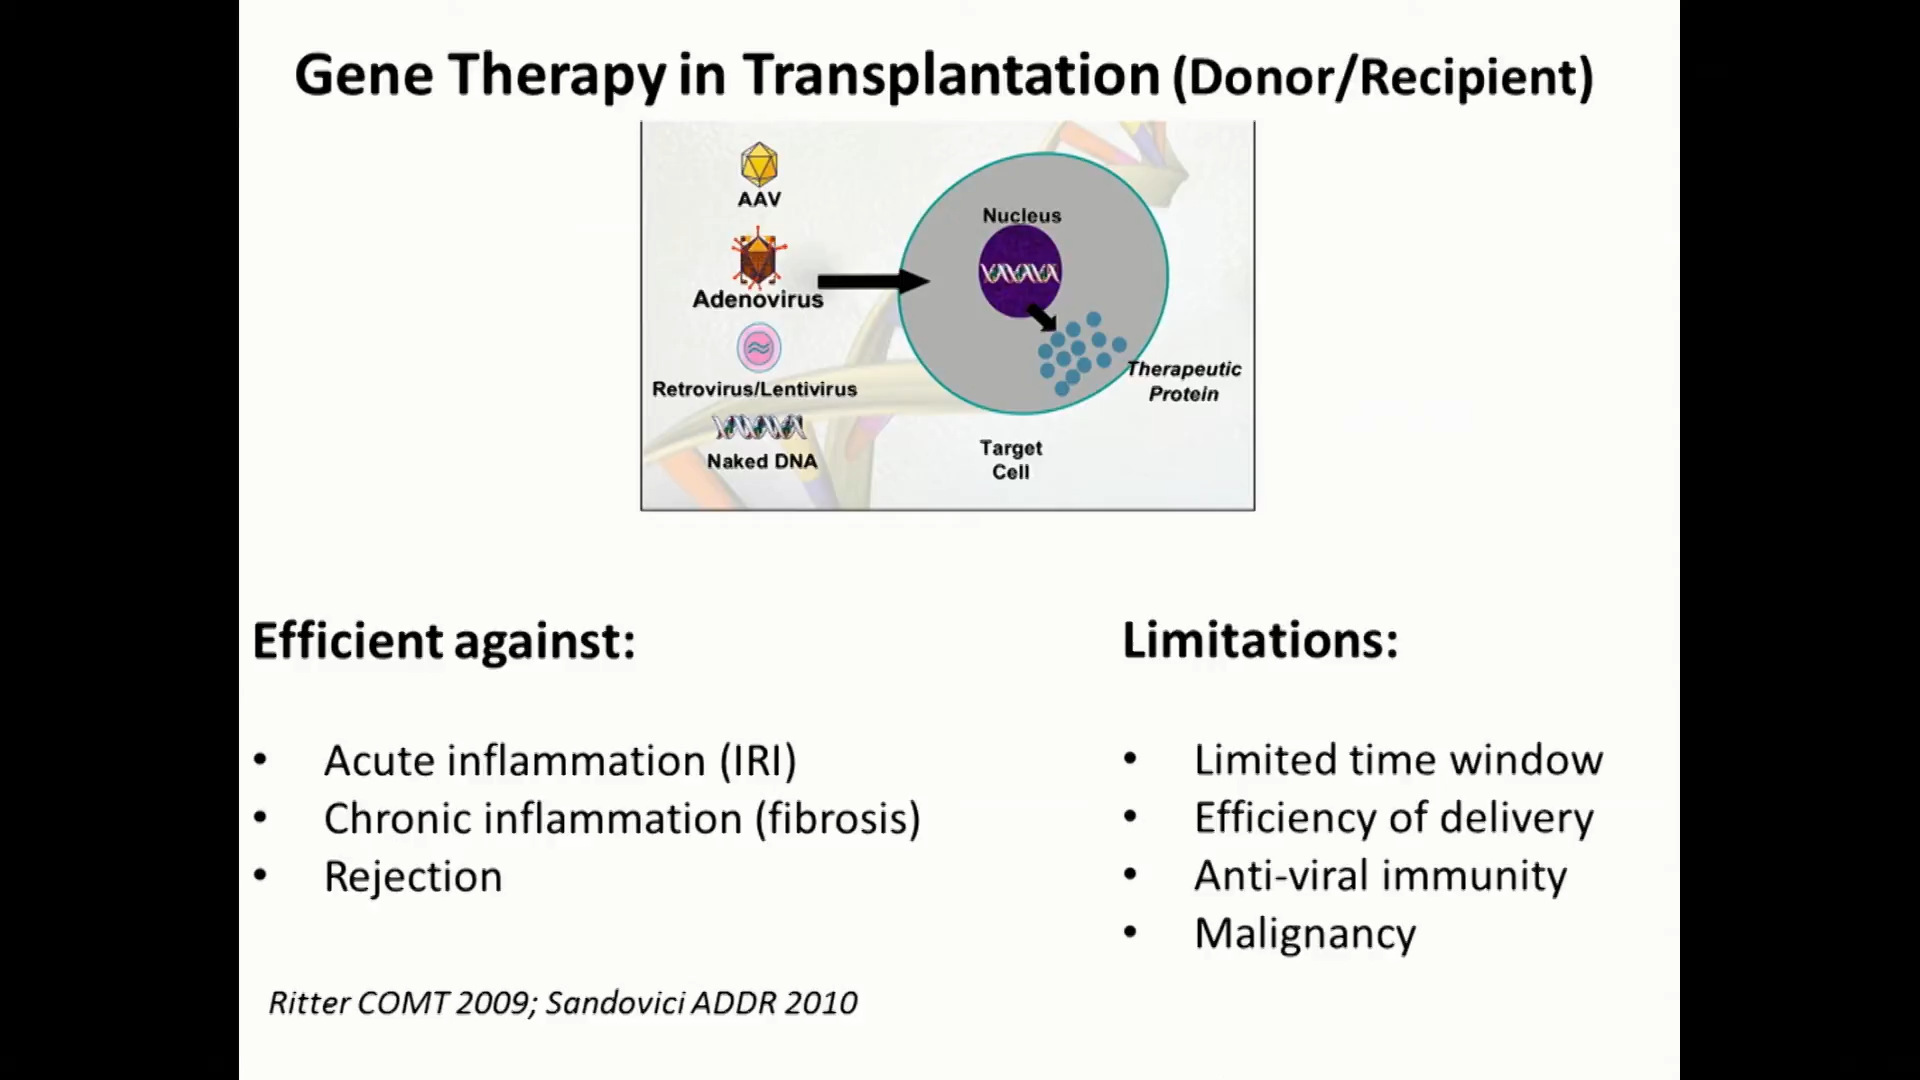 Gene Therapy in Transplantation (Donor/Recipient)
AAV
Adenovirus
Retrovirus/Lentivirus
Naked DNA
Nucleus
Therapeutic
Protein
Target
Cell
Efficient against:
• Acute inflammation (IRI)
• Chronic inflammation (fibrosis)
• Rejection
Limitations:
• Limited time window
• Efficiency of delivery
• Anti-viral immunity
• Malignancy
Ritter COMT 2009; Sandovici ADDR 2010